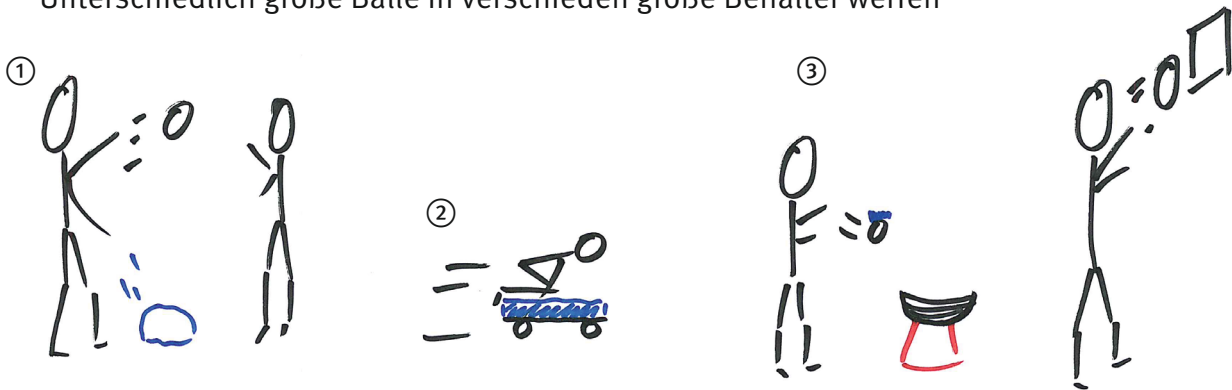 Unterschiedlich große Bälle in verschieden große Behälter werfen
①
③
②